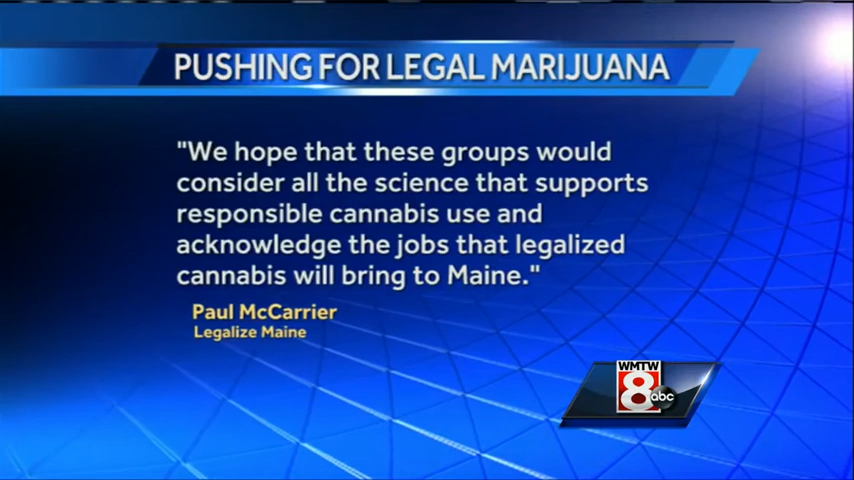 PUSHING FOR LEGAL MARIJUANA
"We hope that these groups would
consider all the science that supports
responsible cannabis use and
acknowledge the jobs that legalized
cannabis will bring to Maine."
Paul McCarrier
Legalize Maine
WMTW
8
abc